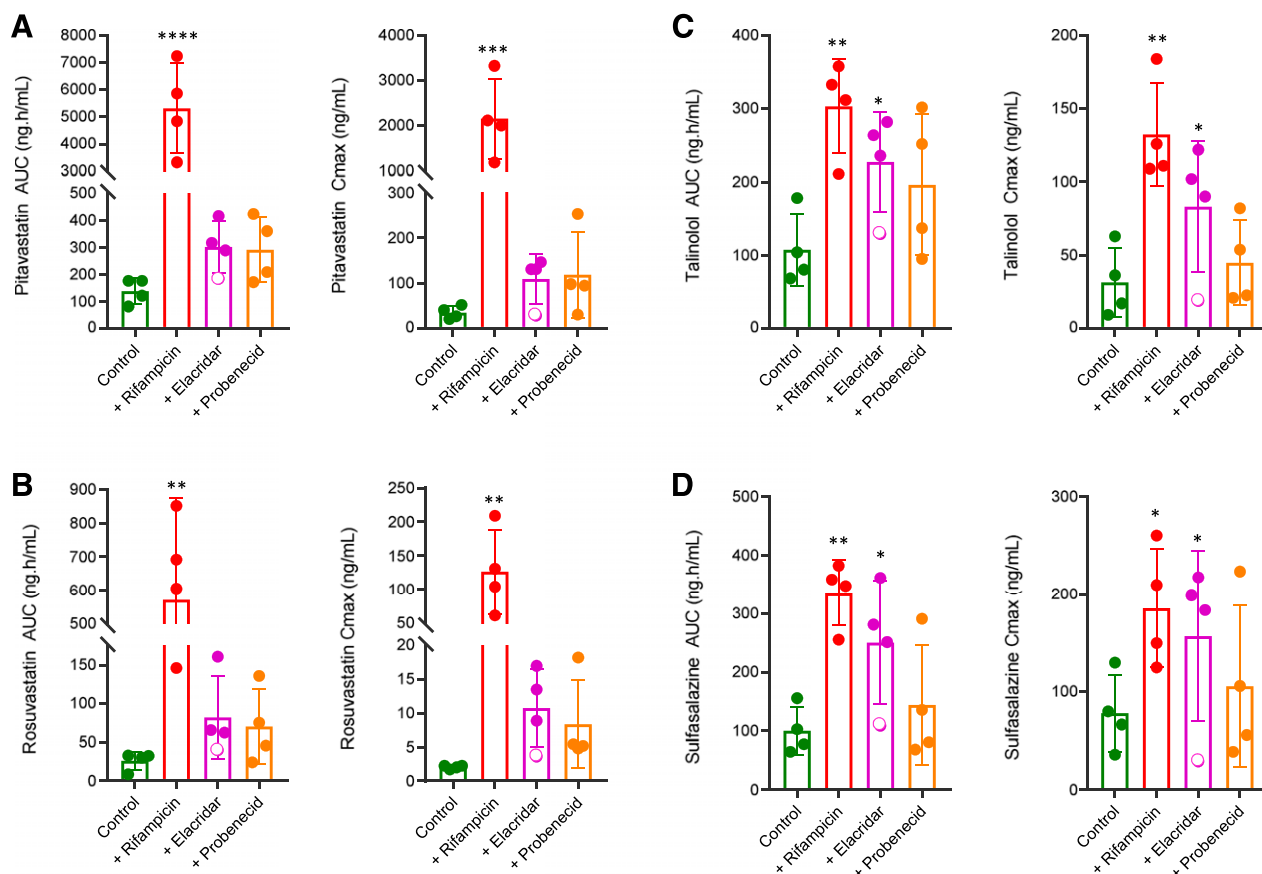 A
Pitavastatin AUC (ng.h/mL)
8000
7000
6000
5000
4000
3000
500
400
300
200
100
0
****
Control
+ Rifampicin
+ Elacridar
+ Probenecid
Pitavastatin Cmax (ng/mL)
4000
3000
2000
1000
300
200
100
0
***
Control
+ Rifampicin
+ Elacridar
+ Probenecid
C
Talinolol AUC (ng.h/mL)
400
300
200
100
0
**
*
Control
+ Rifampicin
+ Elacridar
+ Probenecid
Talinolol Cmax (ng/mL)
200
150
100
50
0
**
*
Control
+ Rifampicin
+ Elacridar
+ Probenecid
B
Rosuvastatin AUC (ng.h/mL)
900
800
700
600
500
150
100
50
0
**
Control
+ Rifampicin
+ Elacridar
+ Probenecid
Rosuvastatin Cmax (ng/mL)
250
200
150
100
50
20
15
10
5
0
**
Control
+ Rifampicin
+ Elacridar
+ Probenecid
D
Sulfasalazine AUC (ng.h/mL)
500
400
300
200
100
0
**
*
Control
+ Rifampicin
+ Elacridar
+ Probenecid
Sulfasalazine Cmax (ng/mL)
300
200
100
0
*
*
Control
+ Rifampicin
+ Elacridar
+ Probenecid